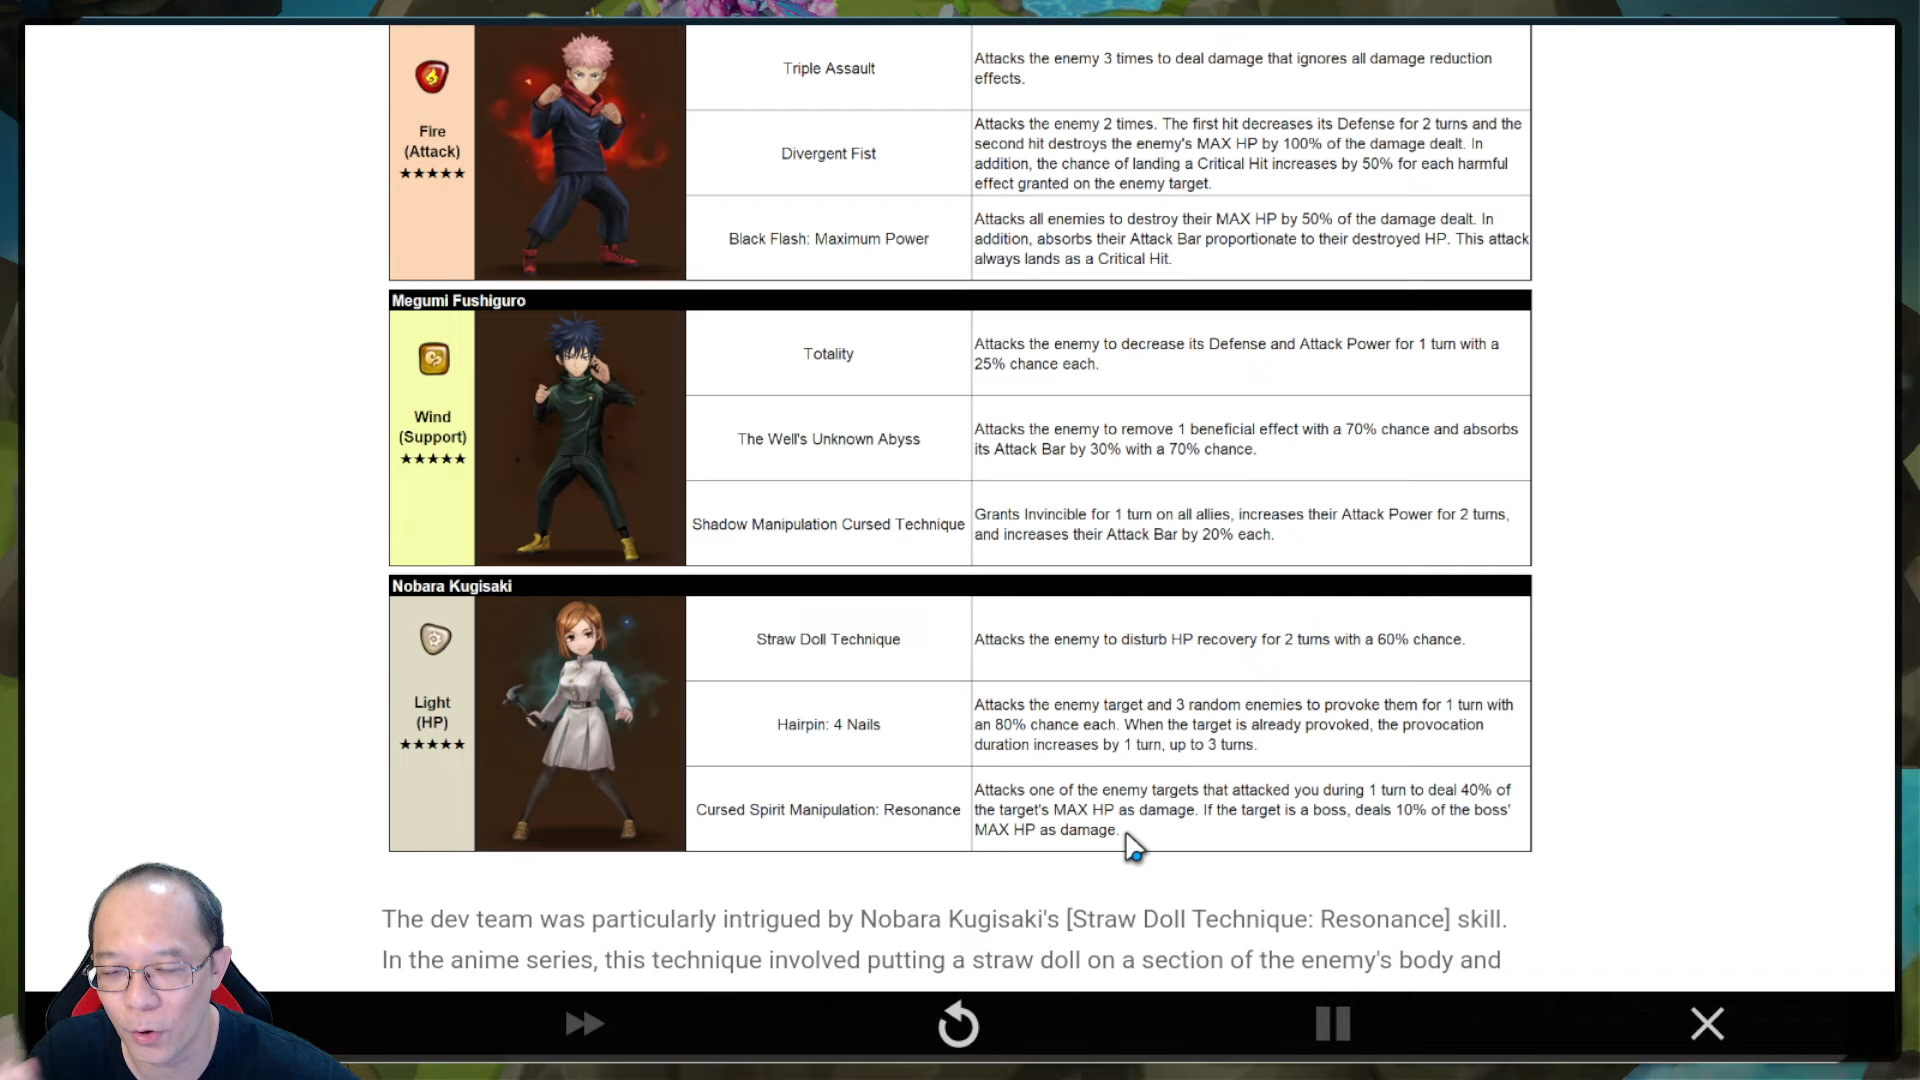 Fire
(Attack)
★★★★★
Triple Assault
Attacks the enemy 3 times to deal damage that ignores all damage reduction
effects.
Divergent Fist
Attacks the enemy 2 times. The first hit decreases its Defense for 2 turns and the
second hit destroys the enemy's MAX HP by 100% of the damage dealt. In
addition, the chance of landing a Critical Hit increases by 50% for each harmful
effect granted on the enemy target.
Black Flash: Maximum Power
Attacks all enemies to destroy their MAX HP by 50% of the damage dealt. In
addition, absorbs their Attack Bar proportionate to their destroyed HP. This attack
always lands as a Critical Hit.
Megumi Fushiguro
Wind
(Support)
★★★★★
Totality
Attacks the enemy to decrease its Defense and Attack Power for 1 turn with a
25% chance each.
The Well's Unknown Abyss
Attacks the enemy to remove 1 beneficial effect with a 70% chance and absorbs
its Attack Bar by 30% with a 70% chance.
Shadow Manipulation Cursed Technique
Grants Invincible for 1 turn on all allies, increases their Attack Power for 2 turns,
and increases their Attack Bar by 20% each.
Nobara Kugisaki
Light
(HP)
★★★★★
Straw Doll Technique
Attacks the enemy to disturb HP recovery for 2 turns with a 60% chance.
Hairpin: 4 Nails
Attacks the enemy target and 3 random enemies to provoke them for 1 turn with
an 80% chance each. When the target is already provoked, the provocation
duration increases by 1 turn, up to 3 turns.
Cursed Spirit Manipulation: Resonance
Attacks one of the enemy targets that attacked you during 1 turn to deal 40% of
the target's MAX HP as damage. If the target is a boss, deals 10% of the boss'
MAX HP as damage.
The dev team was particularly intrigued by Nobara Kugisaki's [Straw Doll Technique: Resonance] skill.
In the anime series, this technique involved putting a straw doll on a section of the enemy's body and